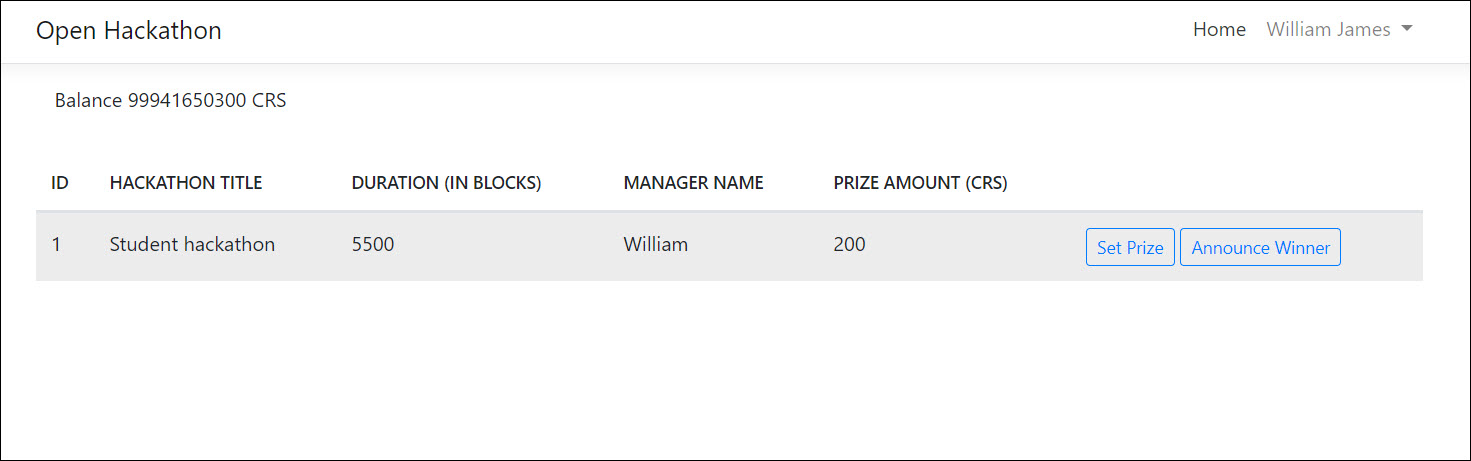 Open Hackathon Home William James
Balance 99941650300 CRS
ID HACKATHON TITLE DURATION (IN BLOCKS) MANAGER NAME PRIZE AMOUNT (CRS)
1 Student hackathon 5500 William 200 Set Prize Announce Winner